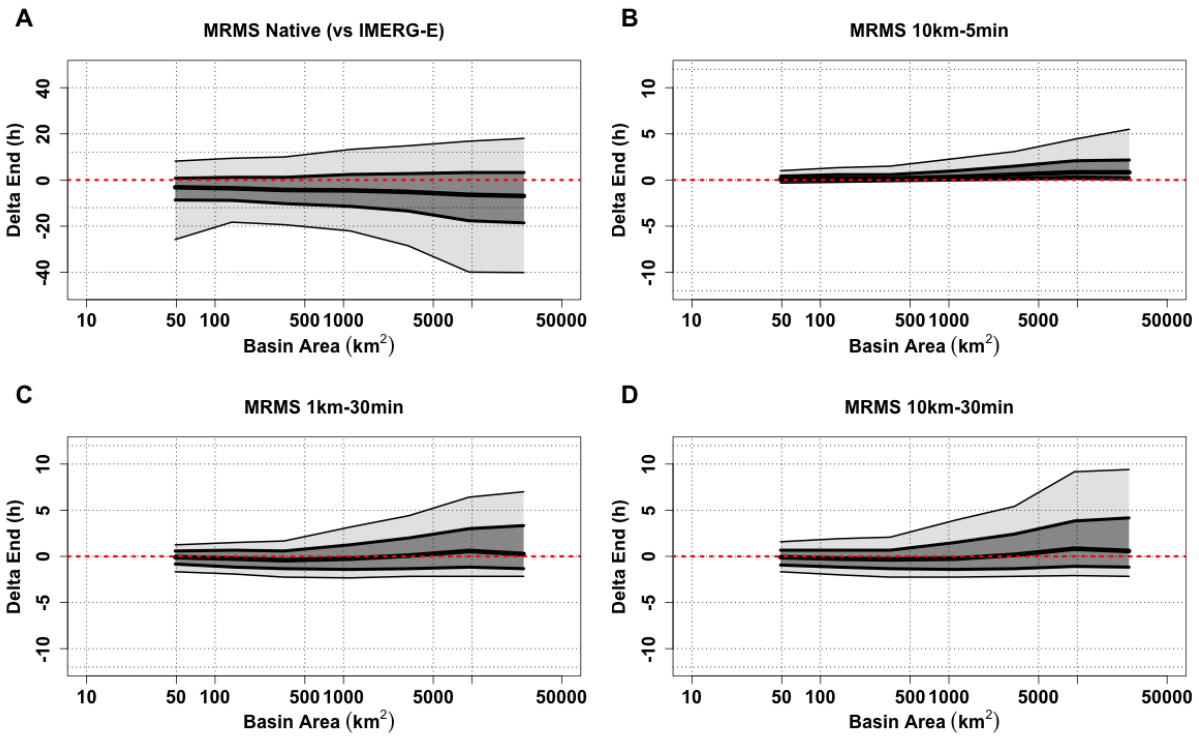 A
MRMS Native (vs IMERG-E)
Delta End (h)
40
20
0
-20
-40
10 50 100 500 1000 5000 50000
Basin Area (km²)
B
MRMS 10km-5min
Delta End (h)
10
5
0
-5
-10
10 50 100 500 1000 5000 50000
Basin Area (km²)
C
MRMS 1km-30min
Delta End (h)
10
5
0
-5
-10
10 50 100 500 1000 5000 50000
Basin Area (km²)
D
MRMS 10km-30min
Delta End (h)
10
5
0
-5
-10
10 50 100 500 1000 5000 50000
Basin Area (km²)